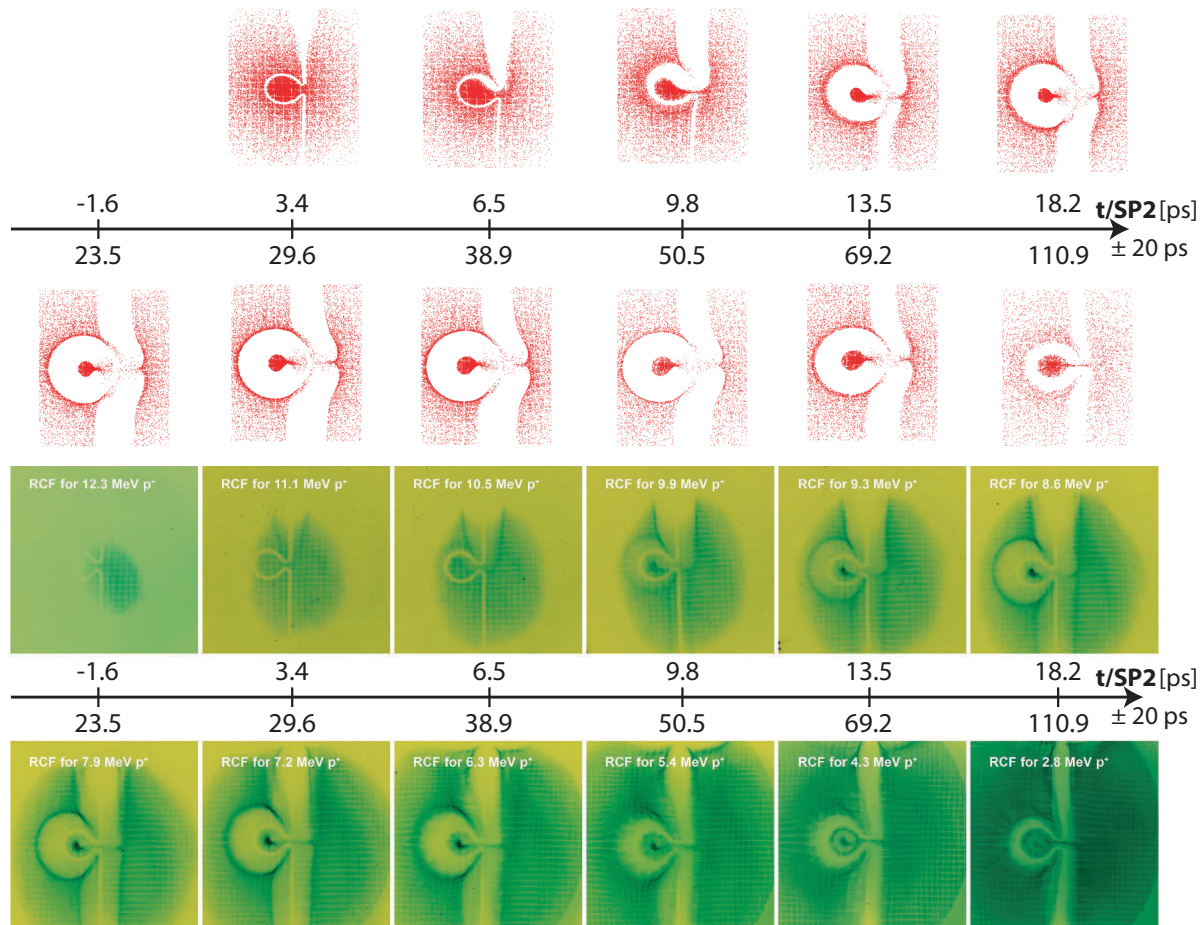 -1.6 3.4 6.5 9.8 13.5 18.2 t/SP2 [ps]
23.5 29.6 38.9 50.5 69.2 110.9 ± 20 ps
RCF for 12.3 MeV p⁺ RCF for 11.1 MeV p⁺ RCF for 10.5 MeV p⁺ RCF for 9.9 MeV p⁺ RCF for 9.3 MeV p⁺ RCF for 8.6 MeV p⁺
-1.6 3.4 6.5 9.8 13.5 18.2 t/SP2 [ps]
23.5 29.6 38.9 50.5 69.2 110.9 ± 20 ps
RCF for 7.9 MeV p⁺ RCF for 7.2 MeV p⁺ RCF for 6.3 MeV p⁺ RCF for 5.4 MeV p⁺ RCF for 4.3 MeV p⁺ RCF for 2.8 MeV p⁺